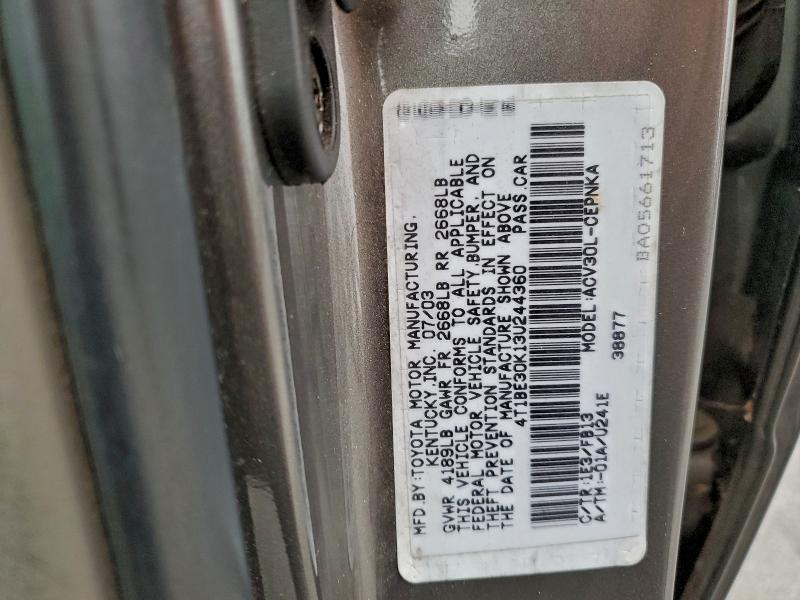 MFD.BY:TOYOTA MOTOR MANUFACTURING,
KENTUCKY,INC. 07/03
GVWR 4189LB GAWR FR 2668LB RR 2668LB
THIS VEHICLE CONFORMS TO ALL APPLICABLE
FEDERAL MOTOR VEHICLE SAFETY,BUMPER, AND
THEFT PREVENTION STANDARDS IN EFFECT ON
THE DATE OF MANUFACTURE SHOWN ABOVE
4T1BE30K13U244360 PASS.CAR
C/TR:1E3/FB13 MODEL:ACV30L-CEPNKA
A/TM:-01A/U241E 38877
BA05661713